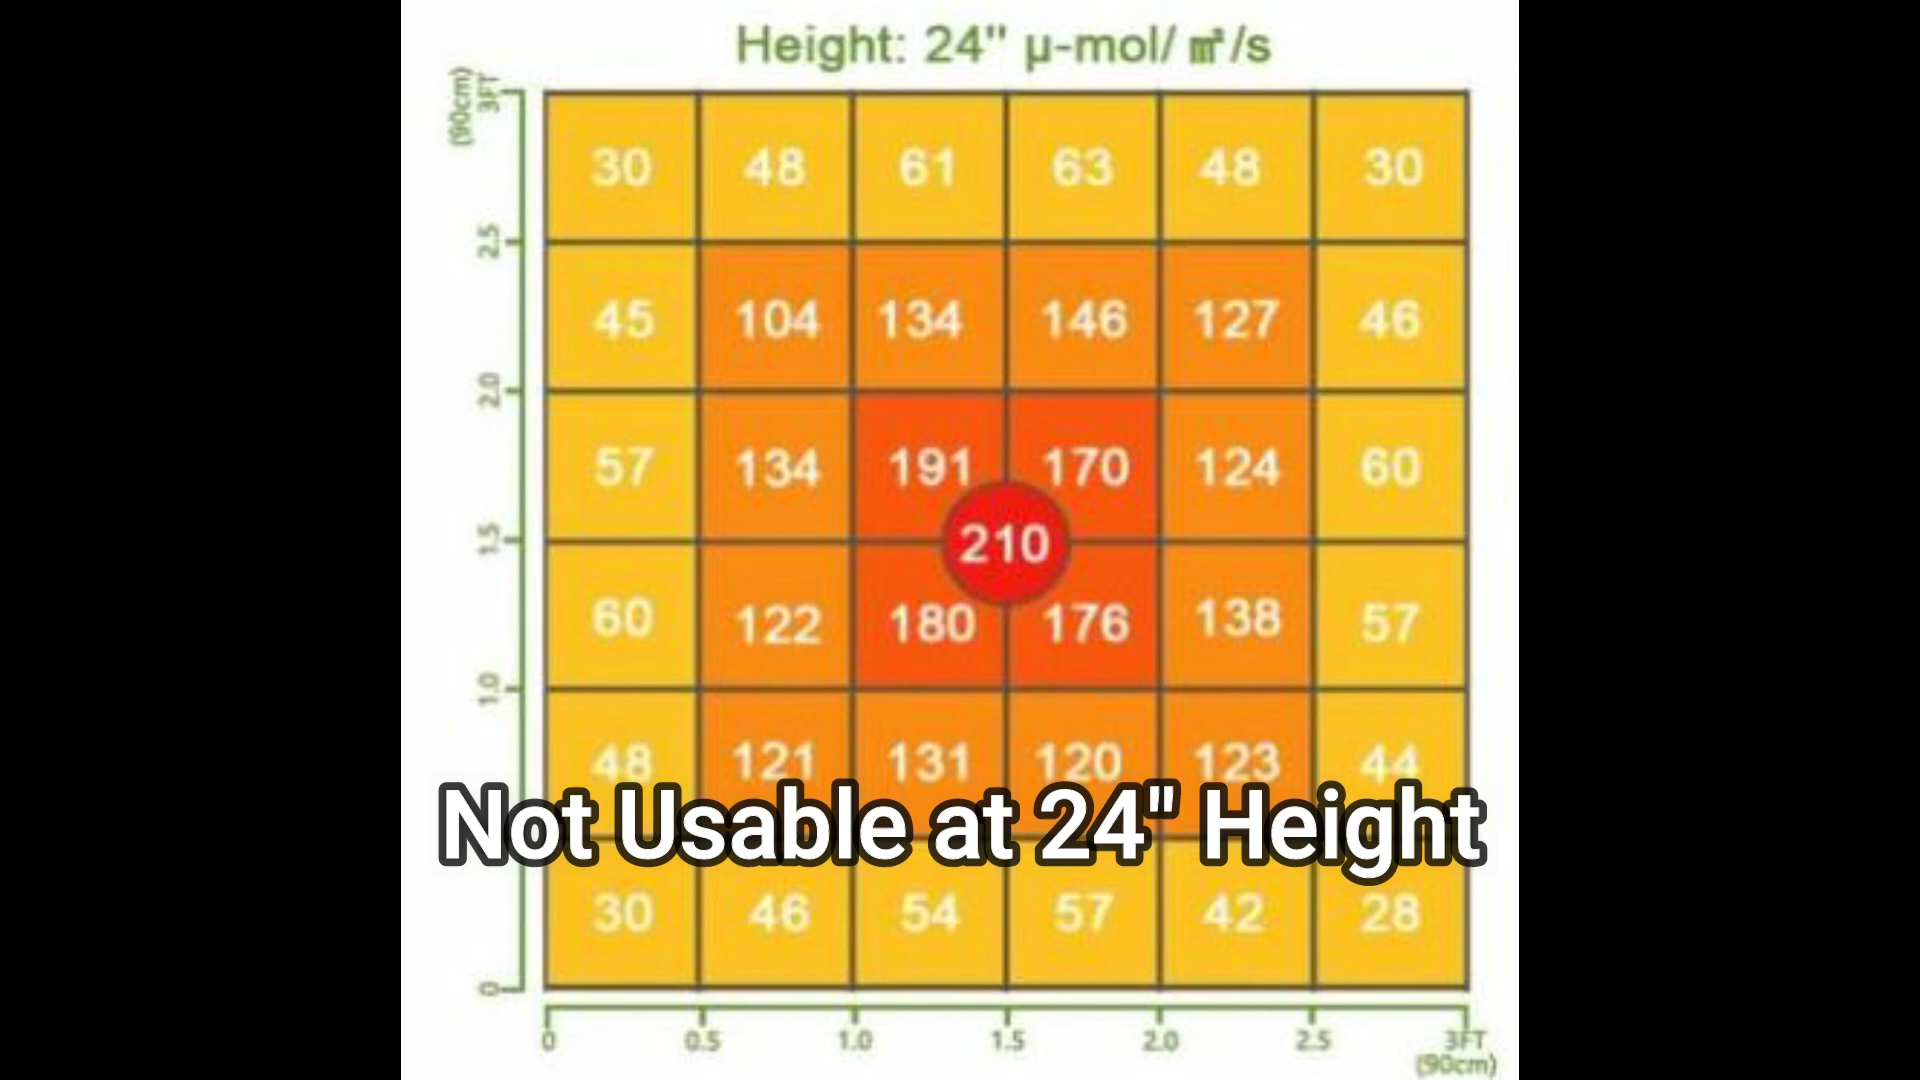 Height: 24" μ-mol/㎡/s
3FT
(90cm)
30 48 61 63 48 30
2.5
45 104 134 146 127 46
2.0
57 134 191 170 124 60
1.5
210
60 122 180 176 138 57
1.0
48 121 131 120 123 44
Not Usable at 24" Height
30 46 54 57 42 28
0
0 0.5 1.0 1.5 2.0 2.5 3FT
(90cm)